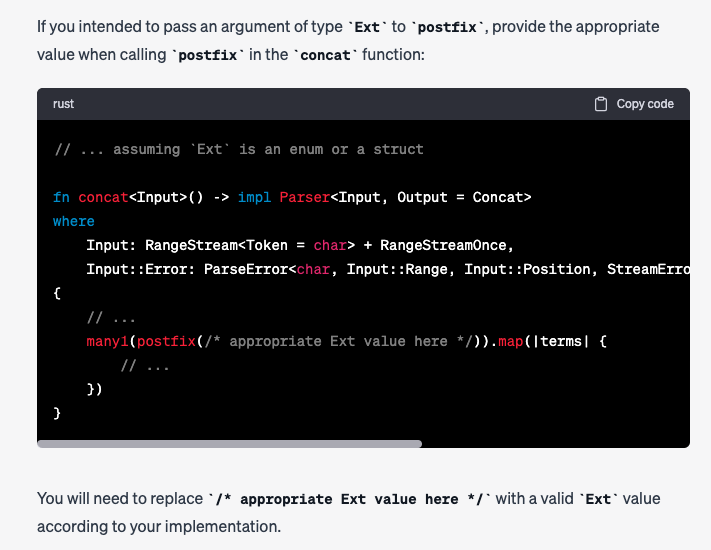 If you intended to pass an argument of type `Ext` to `postfix`, provide the appropriate
value when calling `postfix` in the `concat` function:
rust
Copy code
// ... assuming `Ext` is an enum or a struct
fn concat<Input>() -> impl Parser<Input, Output = Concat>
where
    Input: RangeStream<Token = char> + RangeStreamOnce,
    Input::Error: ParseError<char, Input::Range, Input::Position, StreamErro
{
    // ...
    many1(postfix(/* appropriate Ext value here */)).map(|terms| {
        // ...
    })
}
You will need to replace `/* appropriate Ext value here */` with a valid `Ext` value
according to your implementation.